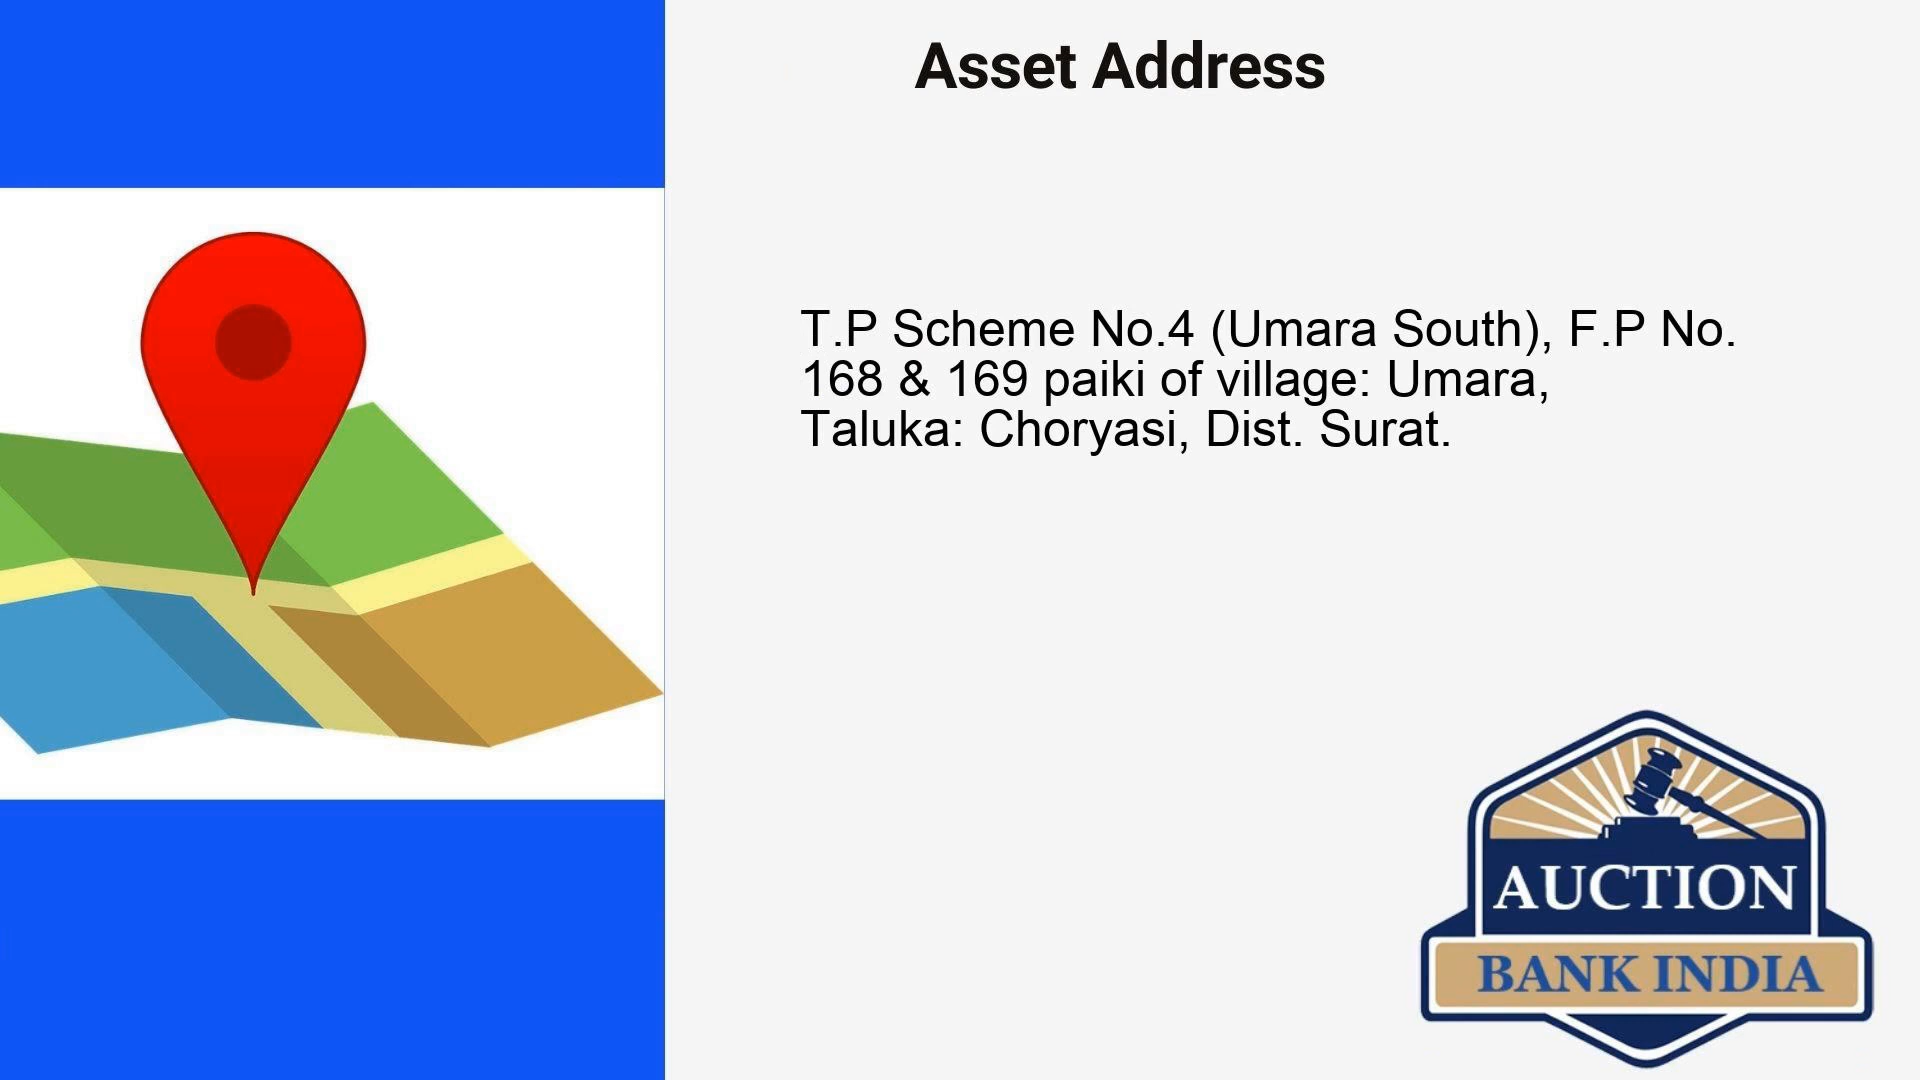 Asset Address
T.P Scheme No.4 (Umara South), F.P No.
168 & 169 paiki of village: Umara,
Taluka: Choryasi, Dist. Surat.
AUCTION
BANK INDIA